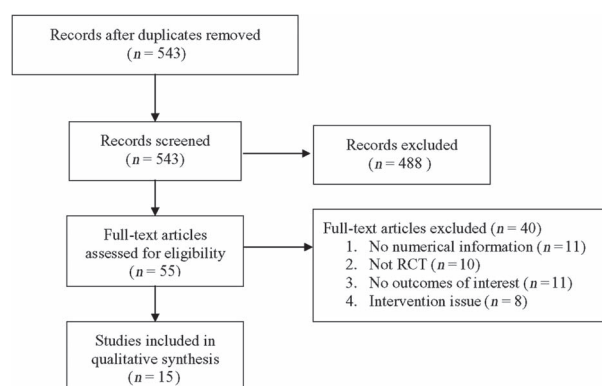 Records after duplicates removed
(n = 543)
Records screened
(n = 543)
Records excluded
(n = 488 )
Full-text articles
assessed for eligibility
(n = 55)
Full-text articles excluded (n = 40)
1. No numerical information (n =11)
2. Not RCT (n =10)
3. No outcomes of interest (n =11)
4. Intervention issue (n = 8)
Studies included in
qualitative synthesis
(n = 15)